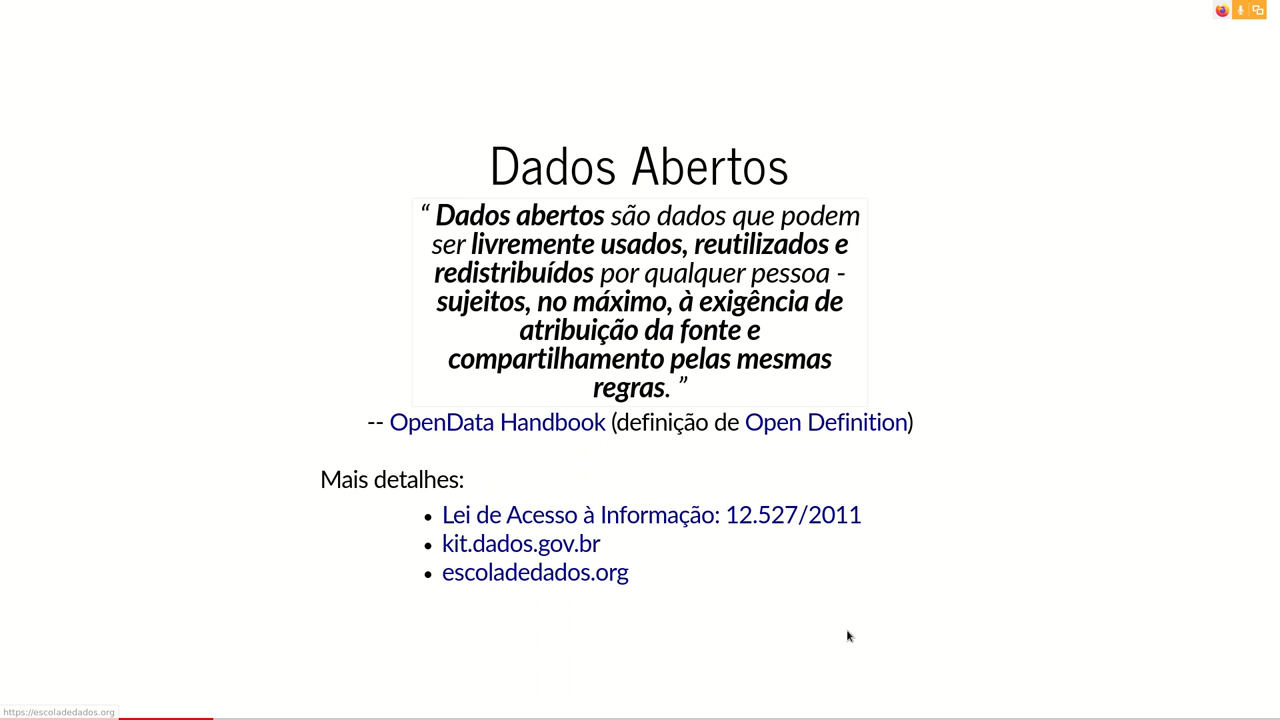 Dados Abertos
“ Dados abertos são dados que podem
ser livremente usados, reutilizados e
redistribuídos por qualquer pessoa -
sujeitos, no máximo, à exigência de
atribuição da fonte e
compartilhamento pelas mesmas
regras. ”
-- OpenData Handbook (definição de Open Definition)
Mais detalhes:
• Lei de Acesso à Informação: 12.527/2011
• kit.dados.gov.br
• escoladedados.org
https://escoladedados.org